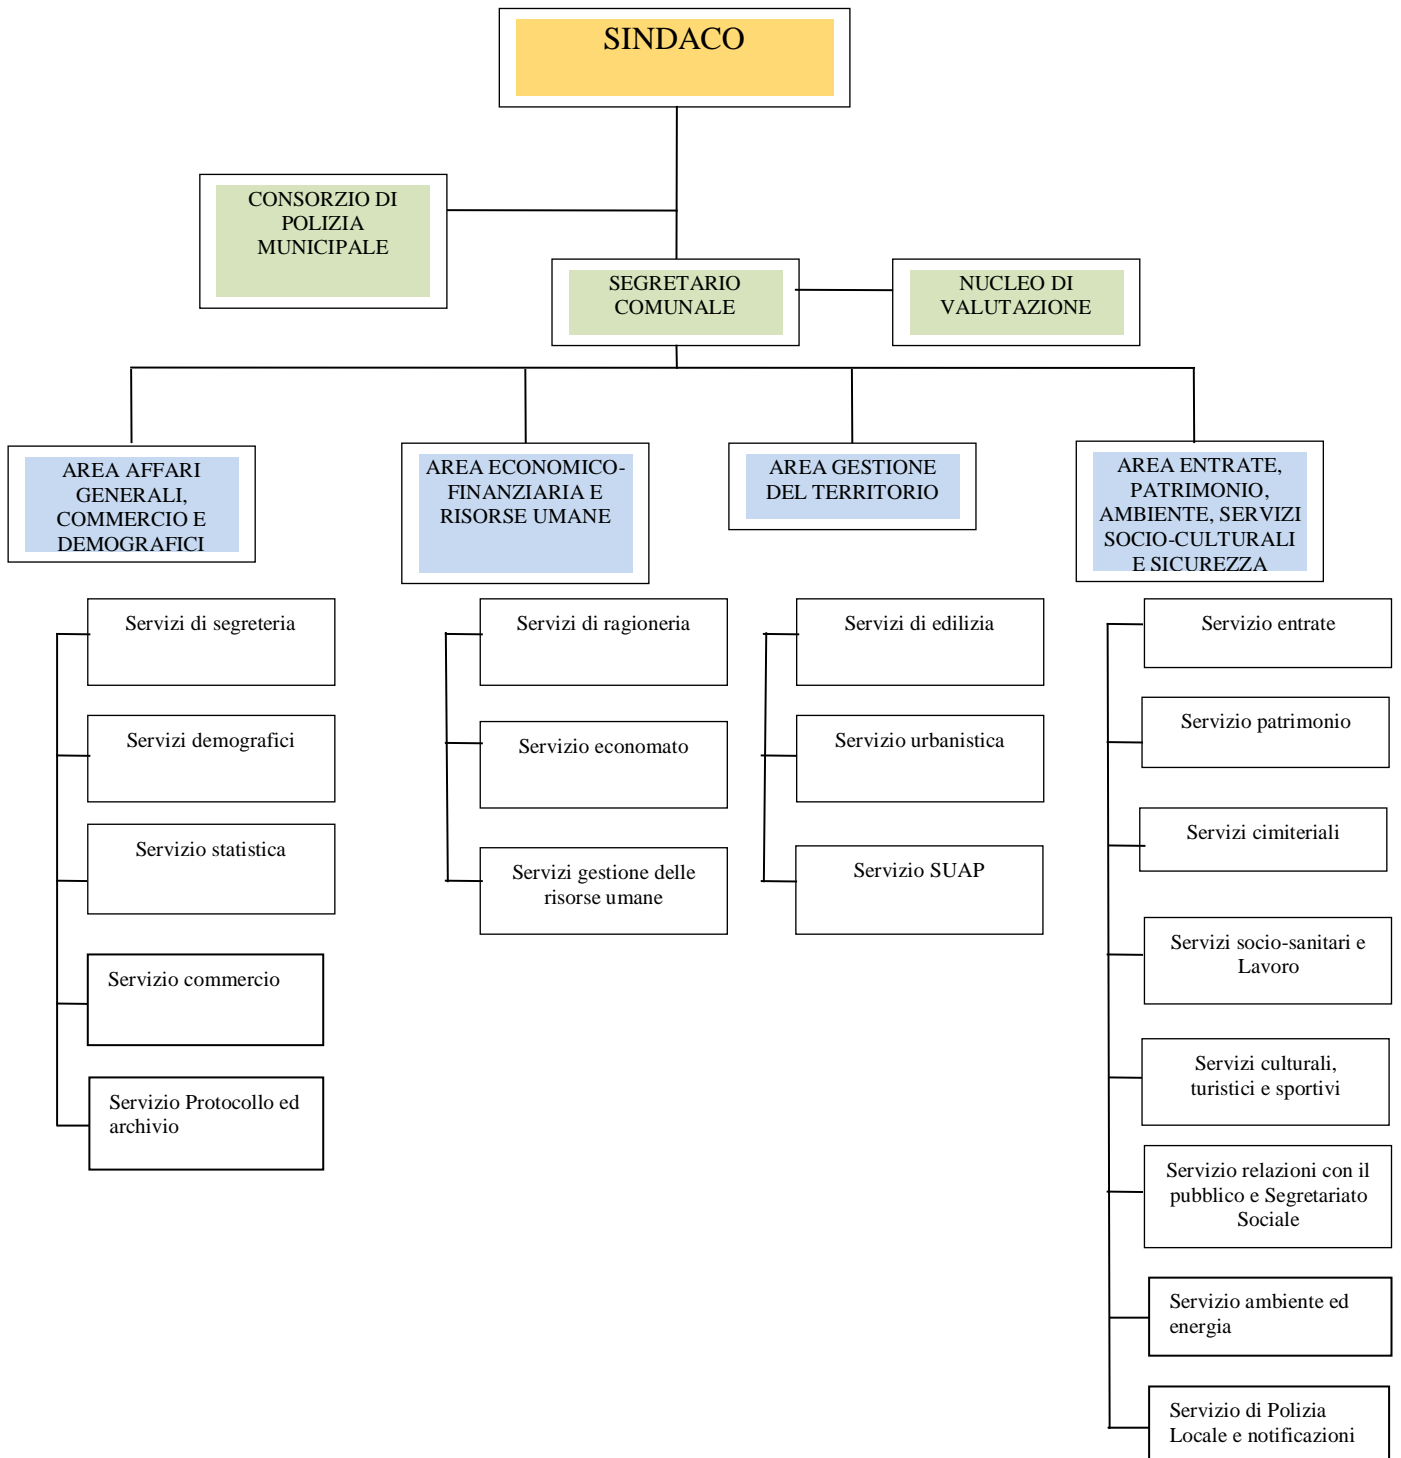 SINDACO
CONSORZIO DI
POLIZIA
MUNICIPALE
SEGRETARIO
COMUNALE
NUCLEO DI
VALUTAZIONE
AREA AFFARI
GENERALI,
COMMERCIO E
DEMOGRAFICI
AREA ECONOMICO-
FINANZIARIA E
RISORSE UMANE
AREA GESTIONE
DEL TERRITORIO
AREA ENTRATE,
PATRIMONIO,
AMBIENTE, SERVIZI
SOCIO-CULTURALI
E SICUREZZA
Servizi di segreteria
Servizi demografici
Servizio statistica
Servizio commercio
Servizio Protocollo ed
archivio
Servizi di ragioneria
Servizio economato
Servizi gestione delle
risorse umane
Servizi di edilizia
Servizio urbanistica
Servizio SUAP
Servizio entrate
Servizio patrimonio
Servizi cimiteriali
Servizi socio-sanitari e
Lavoro
Servizi culturali,
turistici e sportivi
Servizio relazioni con il
pubblico e Segretariato
Sociale
Servizio ambiente ed
energia
Servizio di Polizia
Locale e notificazioni